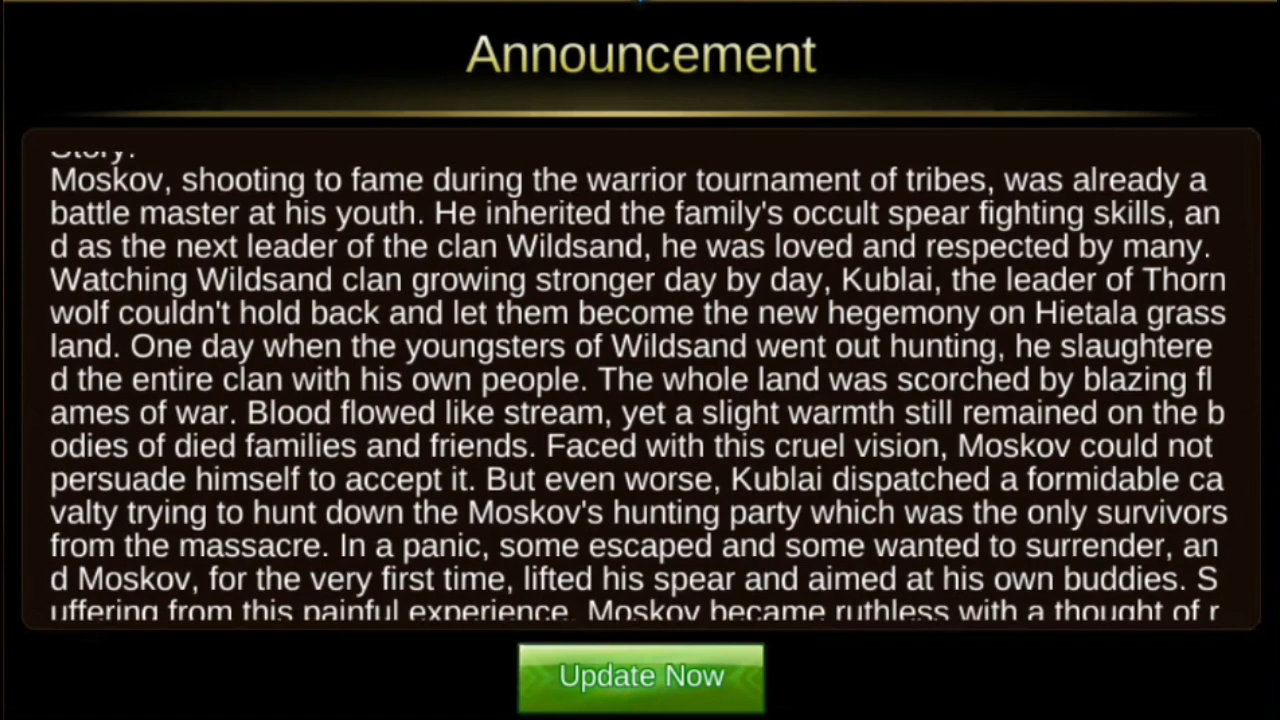 Announcement
Story:
Moskov, shooting to fame during the warrior tournament of tribes, was already a
battle master at his youth. He inherited the family's occult spear fighting skills, an
d as the next leader of the clan Wildsand, he was loved and respected by many.
Watching Wildsand clan growing stronger day by day, Kublai, the leader of Thorn
wolf couldn't hold back and let them become the new hegemony on Hietala grass
land. One day when the youngsters of Wildsand went out hunting, he slaughtere
d the entire clan with his own people. The whole land was scorched by blazing fl
ames of war. Blood flowed like stream, yet a slight warmth still remained on the b
odies of died families and friends. Faced with this cruel vision, Moskov could not
persuade himself to accept it. But even worse, Kublai dispatched a formidable ca
valty trying to hunt down the Moskov's hunting party which was the only survivors
from the massacre. In a panic, some escaped and some wanted to surrender, an
d Moskov, for the very first time, lifted his spear and aimed at his own buddies. S
uffering from this painful experience, Moskov became ruthless with a thought of r
Update Now